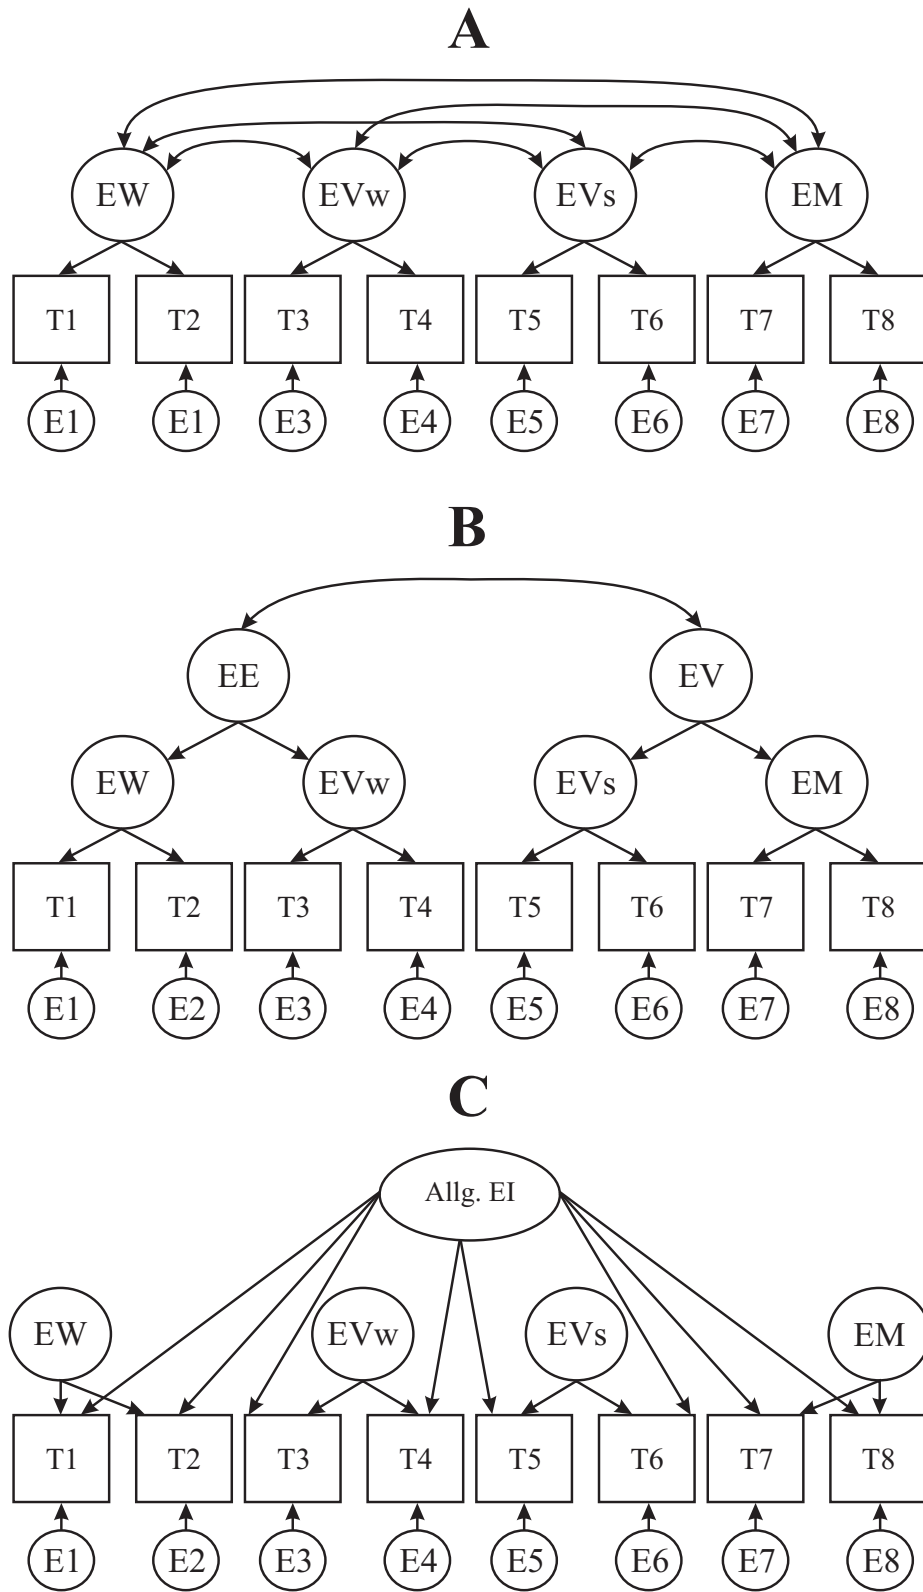 A
EW EVw EVs EM
T1 T2 T3 T4 T5 T6 T7 T8
E1 E1 E3 E4 E5 E6 E7 E8
B
EE EV
EW EVw EVs EM
T1 T2 T3 T4 T5 T6 T7 T8
E1 E2 E3 E4 E5 E6 E7 E8
C
Allg. EI
EW EVw EVs EM
T1 T2 T3 T4 T5 T6 T7 T8
E1 E2 E3 E4 E5 E6 E7 E8